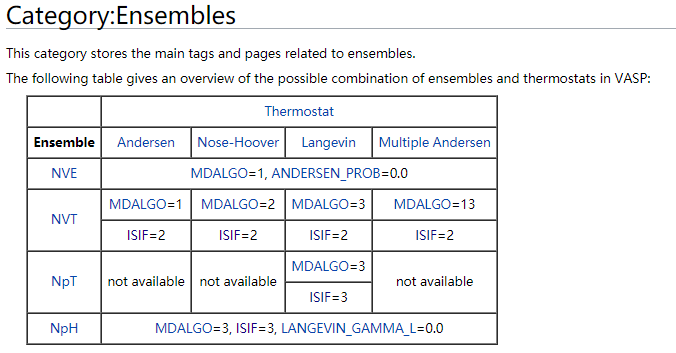 Category:Ensembles
This category stores the main tags and pages related to ensembles.
The following table gives an overview of the possible combination of ensembles and thermostats in VASP:
Thermostat
Ensemble Andersen Nose-Hoover Langevin Multiple Andersen
NVE MDALGO=1, ANDERSEN_PROB=0.0
NVT MDALGO=1 MDALGO=2 MDALGO=3 MDALGO=13
ISIF=2 ISIF=2 ISIF=2 ISIF=2
NpT not available not available MDALGO=3 not available
ISIF=3
NpH MDALGO=3, ISIF=3, LANGEVIN_GAMMA_L=0.0